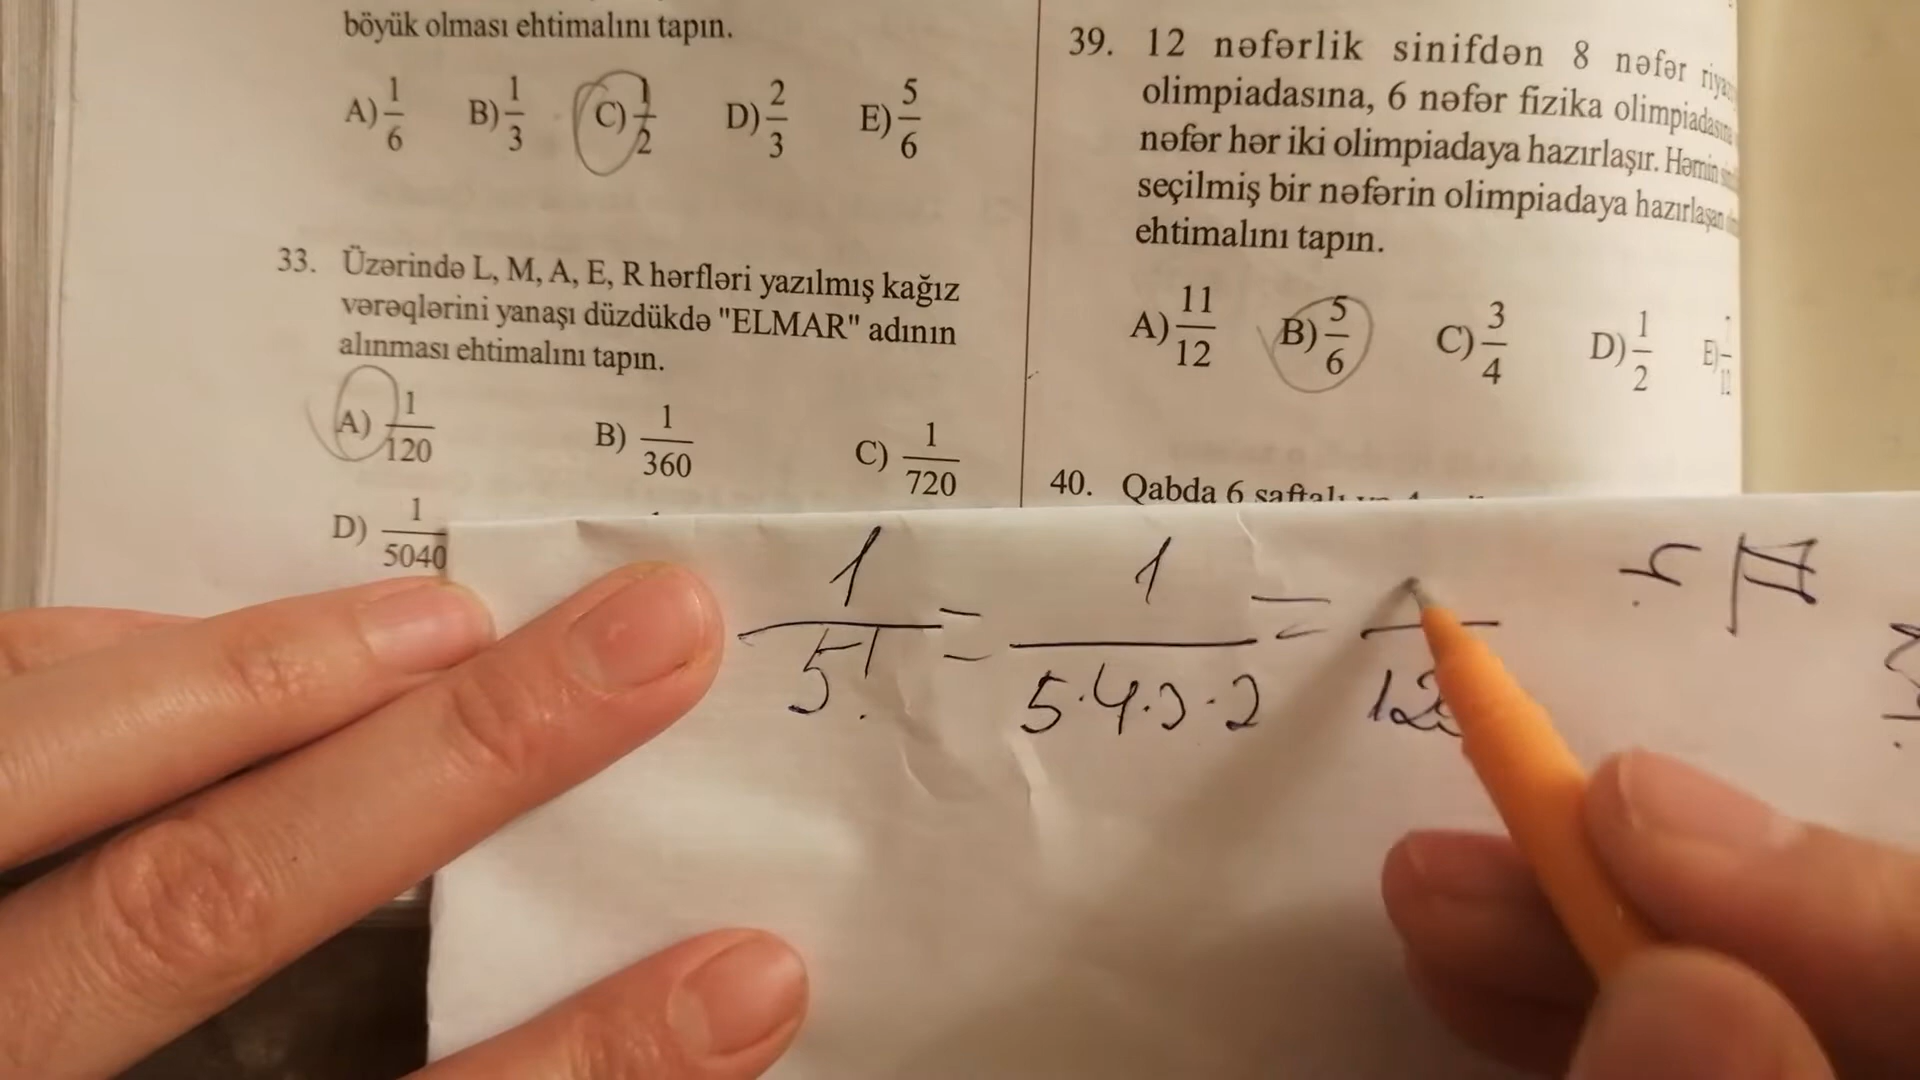 böyük olması ehtimalını tapın.
A) 1/6 B) 1/3 C) 1/2 D) 2/3 E) 5/6
33. Üzərində L, M, A, E, R hərfləri yazılmış kağız
vərəqlərini yanaşı düzdükdə "ELMAR" adının
alınması ehtimalını tapın.
A) 1/120 B) 1/360 C) 1/720
D) 1/5040
39. 12 nəfərlik sinifdən 8 nəfər
olimpiadasına, 6 nəfər fizika
nəfər hər iki olimpiadaya hazırlaşır. Həmin
seçilmiş bir nəfərin olimpiadaya
ehtimalını tapın.
A) 11/12 B) 5/6 C) 3/4 D) 1/2 E)
40. Qabda 6
1/5! = 1/5·4·3·2 =